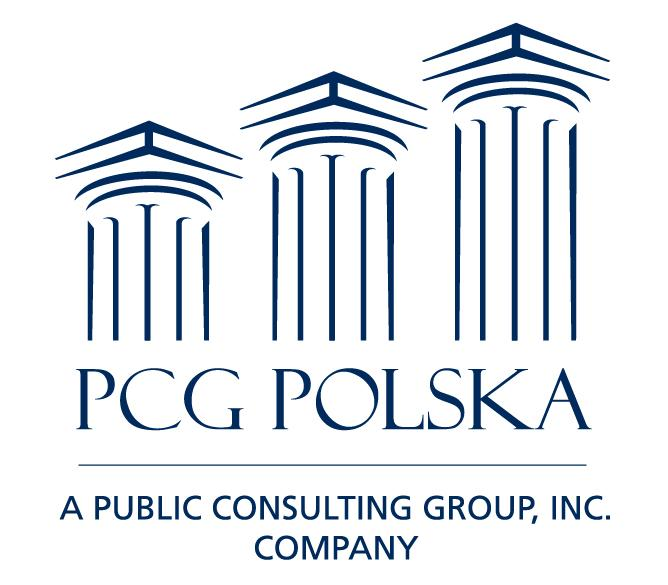 PCG POLSKA
A PUBLIC CONSULTING GROUP, INC.
COMPANY